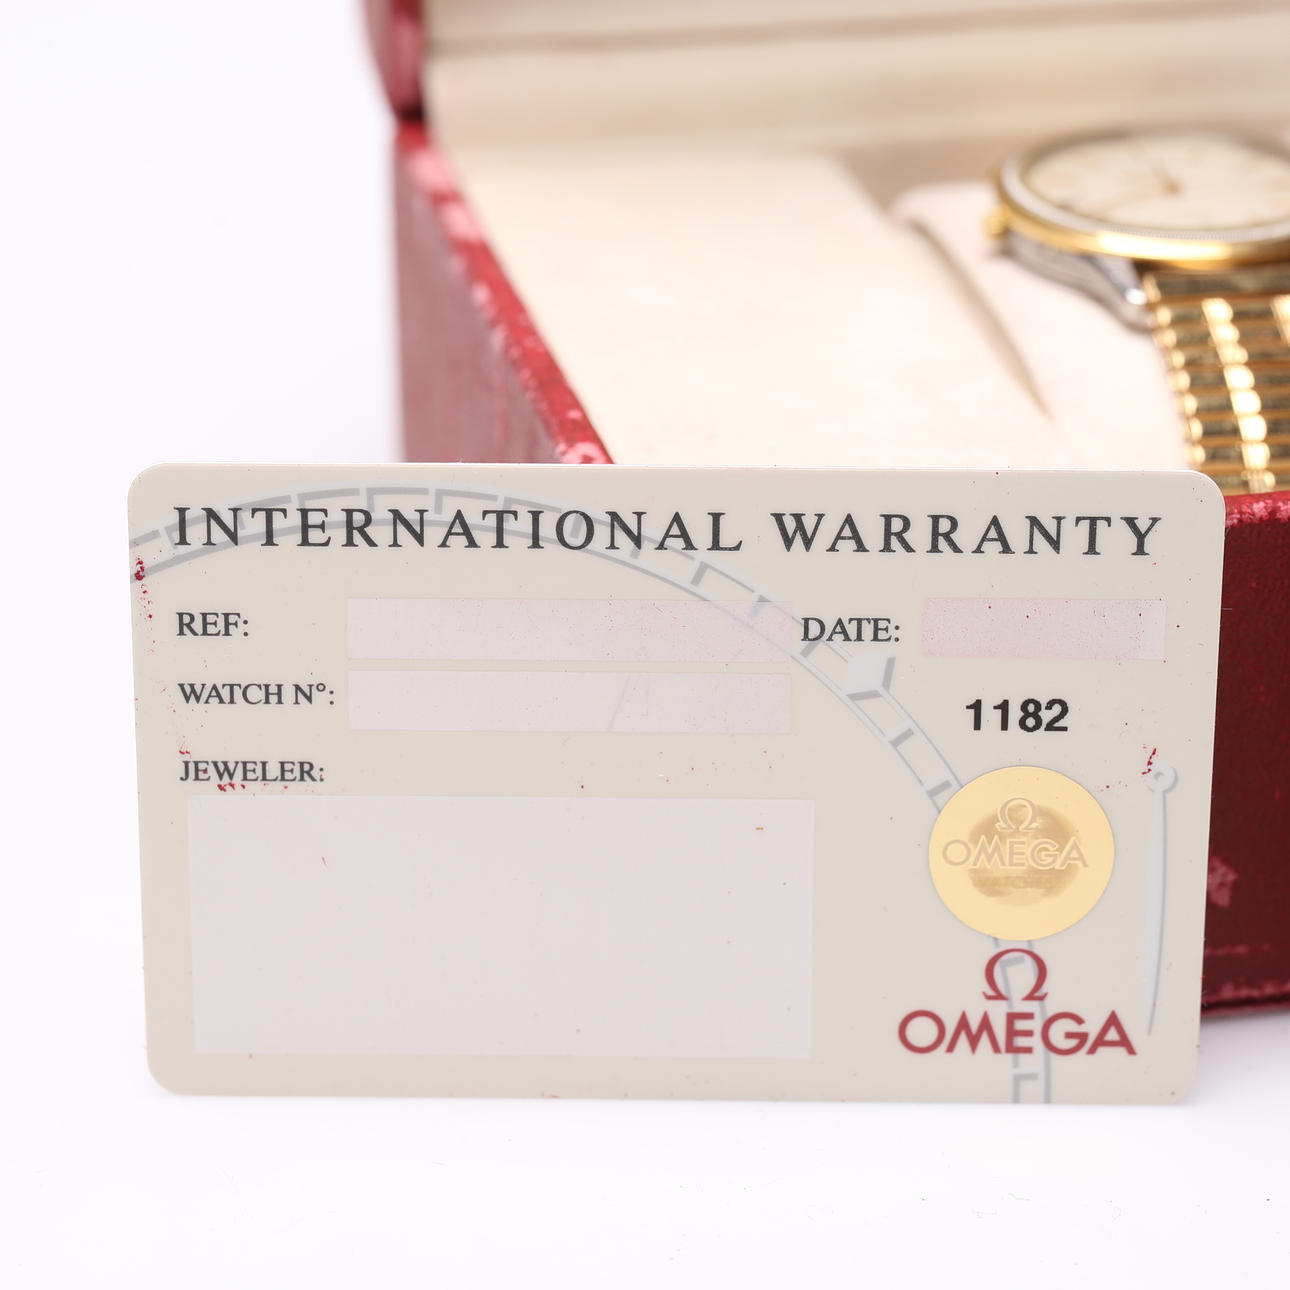 INTERNATIONAL WARRANTY
REF:
DATE:
WATCH N°:
1182
JEWELER:
Ω
OMEGA
Ω
OMEGA